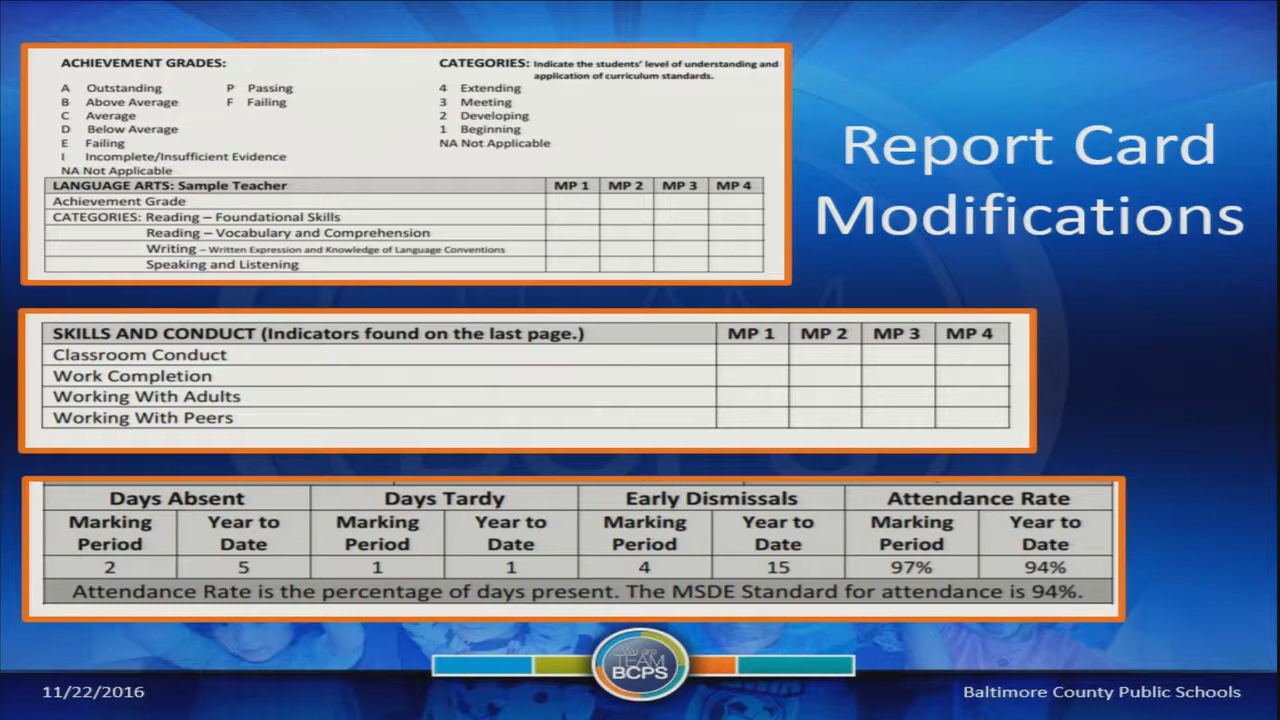 Report Card
Modifications
ACHIEVEMENT GRADES:
A Outstanding P Passing
B Above Average F Failing
C Average
D Below Average
E Failing
I Incomplete/Insufficient Evidence
NA Not Applicable
CATEGORIES: Indicate the students' level of understanding and
application of curriculum standards.
4 Extending
3 Meeting
2 Developing
1 Beginning
NA Not Applicable
LANGUAGE ARTS: Sample Teacher MP 1 MP 2 MP 3 MP 4
Achievement Grade
CATEGORIES: Reading – Foundational Skills
Reading – Vocabulary and Comprehension
Writing – Written Expression and Knowledge of Language Conventions
Speaking and Listening
SKILLS AND CONDUCT (Indicators found on the last page.) MP 1 MP 2 MP 3 MP 4
Classroom Conduct
Work Completion
Working With Adults
Working With Peers
Days Absent Days Tardy Early Dismissals Attendance Rate
Marking Year to Marking Year to Marking Year to Marking Year to
Period Date Period Date Period Date Period Date
2 5 1 1 4 15 97% 94%
Attendance Rate is the percentage of days present. The MSDE Standard for attendance is 94%.
TEAM
BCPS
11/22/2016 Baltimore County Public Schools